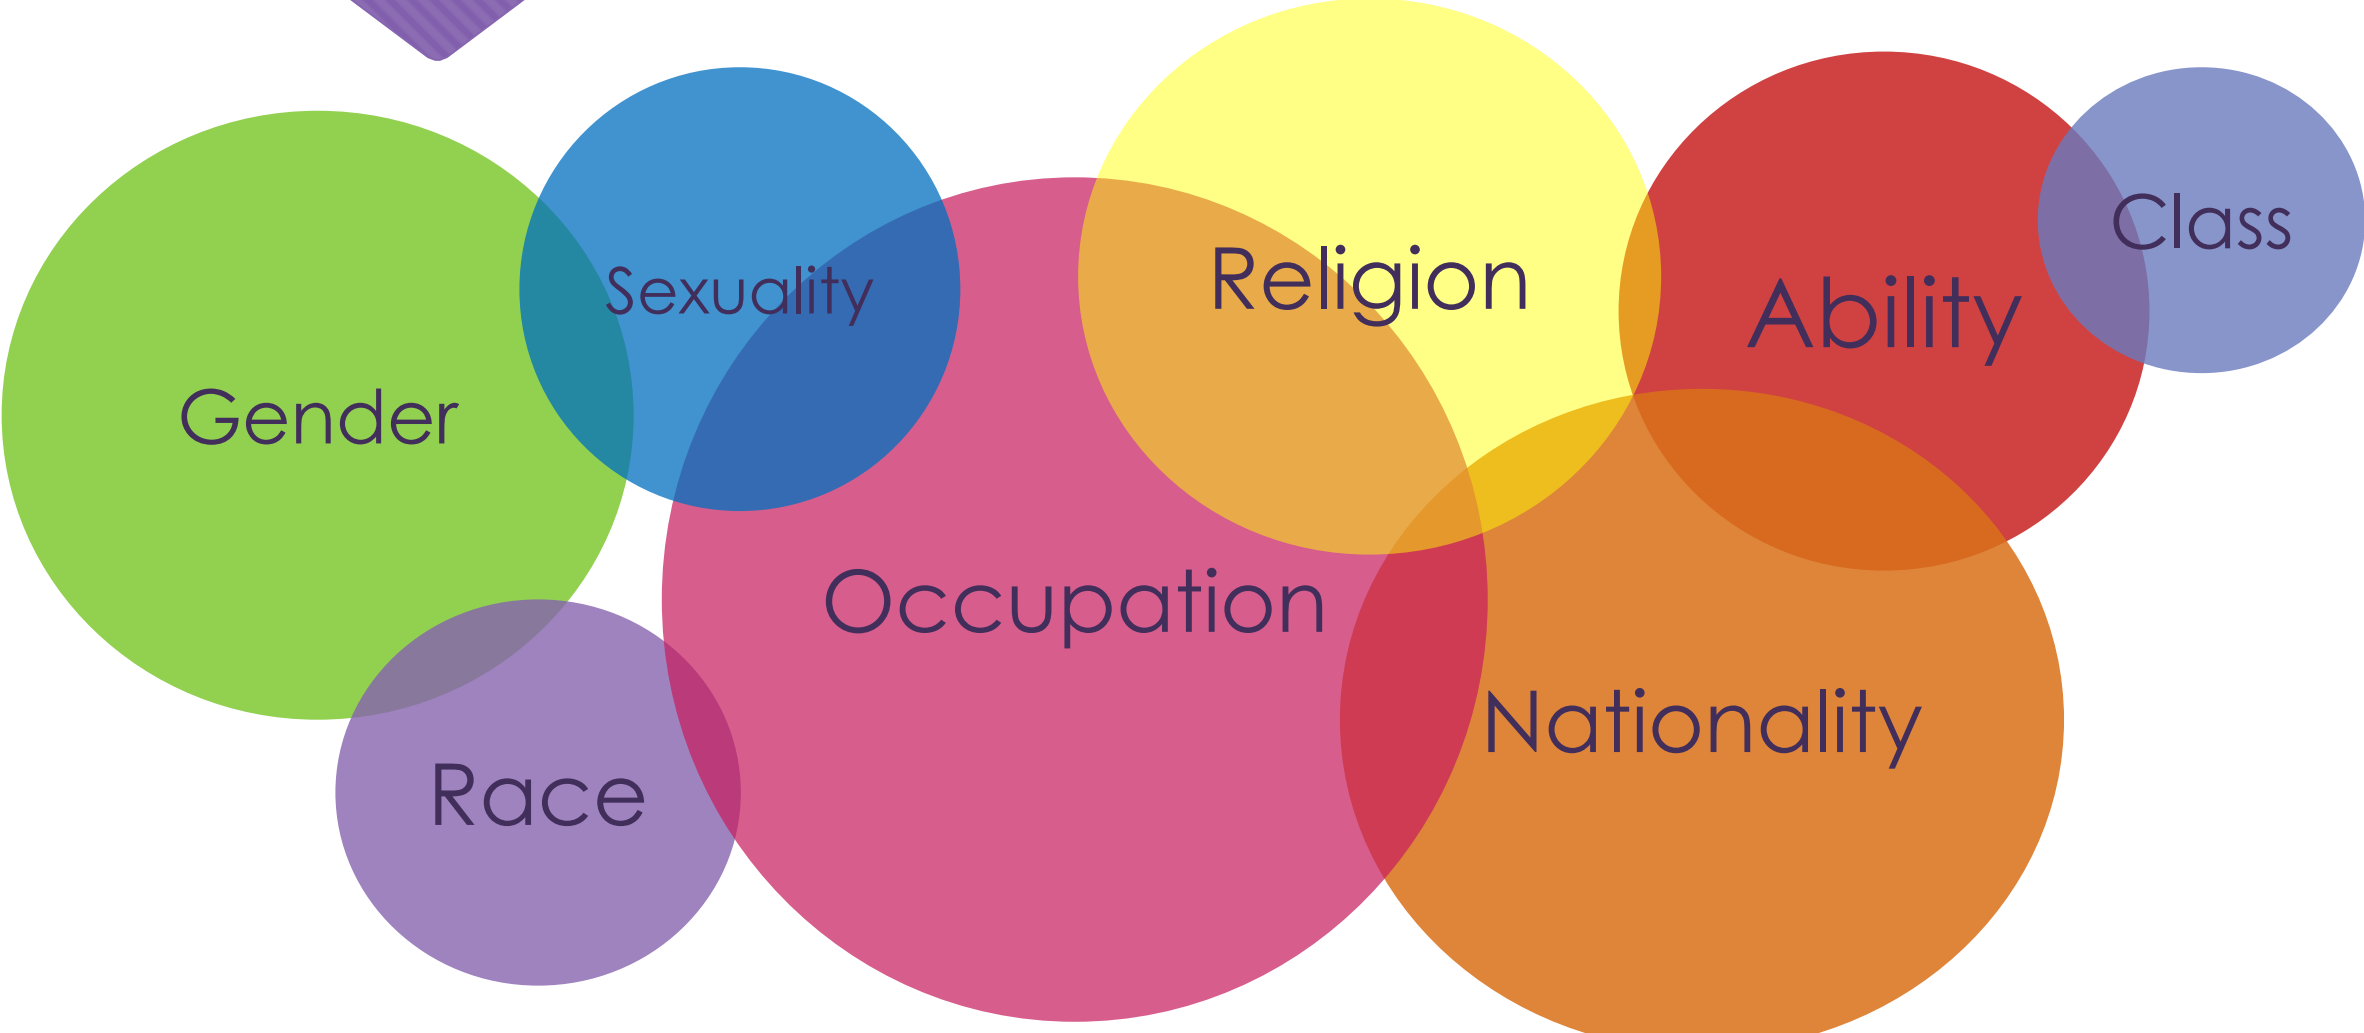 Gender
Sexuality
Religion
Ability
Class
Occupation
Race
Nationality